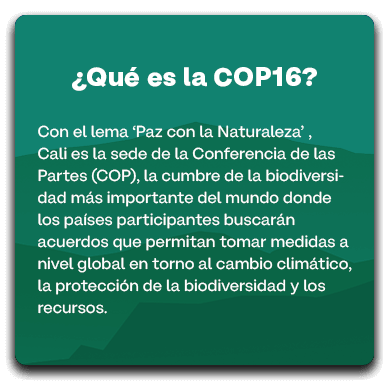 ¿Qué es la COP16?
Con el lema ‘Paz con la Naturaleza’ ,
Cali es la sede de la Conferencia de las
Partes (COP), la cumbre de la biodiversi-
dad más importante del mundo donde
los países participantes buscarán
acuerdos que permitan tomar medidas a
nivel global en torno al cambio climático,
la protección de la biodiversidad y los
recursos.